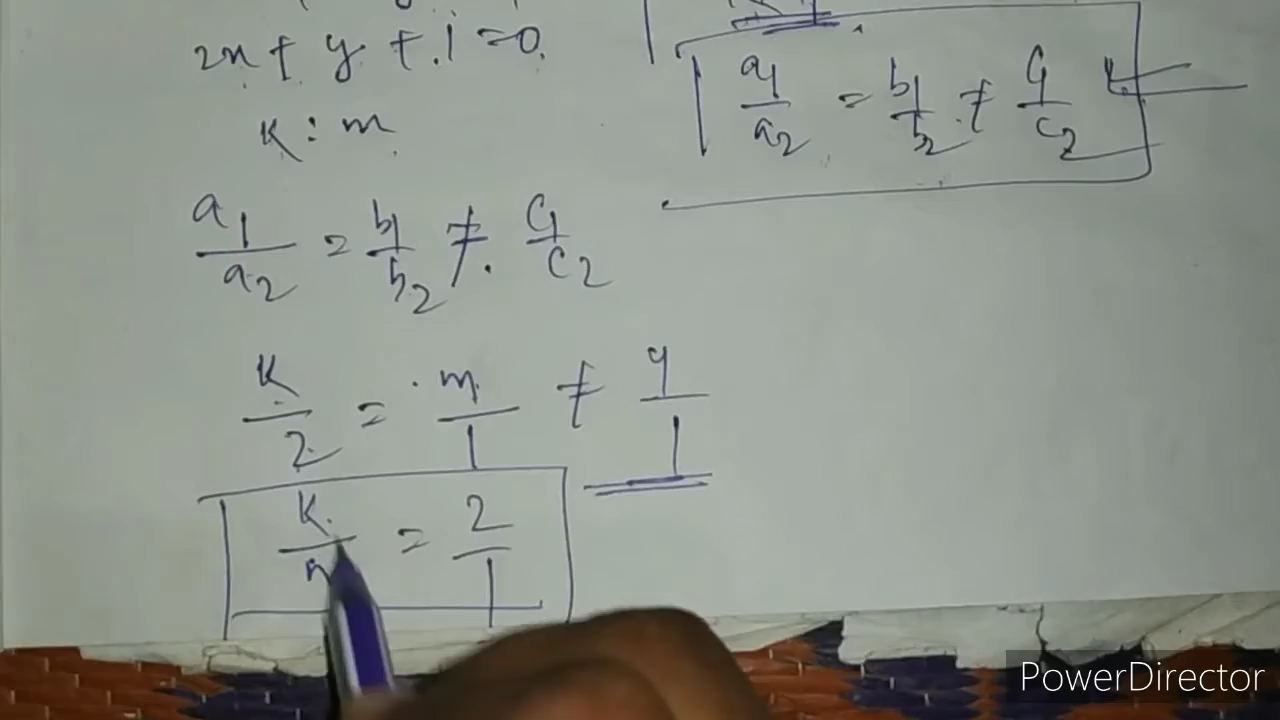 2x + y + 1 = 0
K : m
a1/a2 = b1/b2 ≠ c1/c2
a1/a2 = b1/b2 ≠ c1/c2
K/2 = m/1 ≠ 4/1
K/m = 2/1
PowerDirector